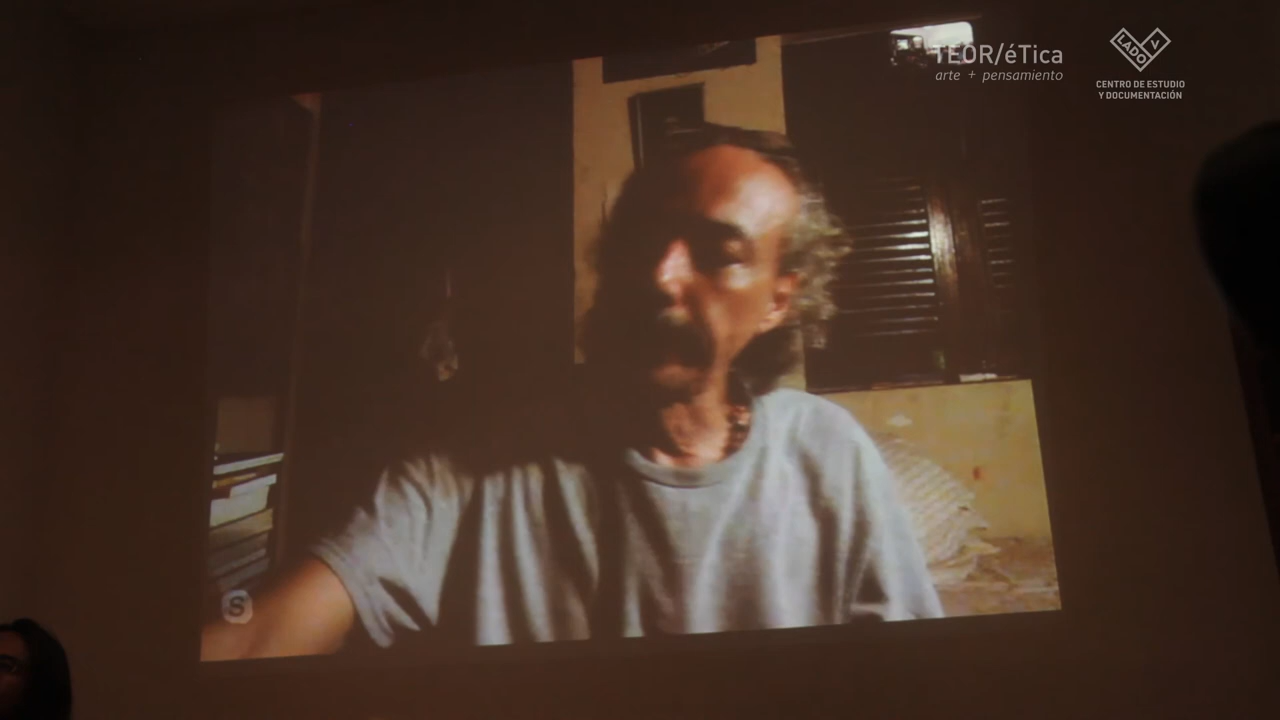 TEOR/éTica
arte + pensamiento
LADO V
CENTRO DE ESTUDIO
Y DOCUMENTACIÓN
S